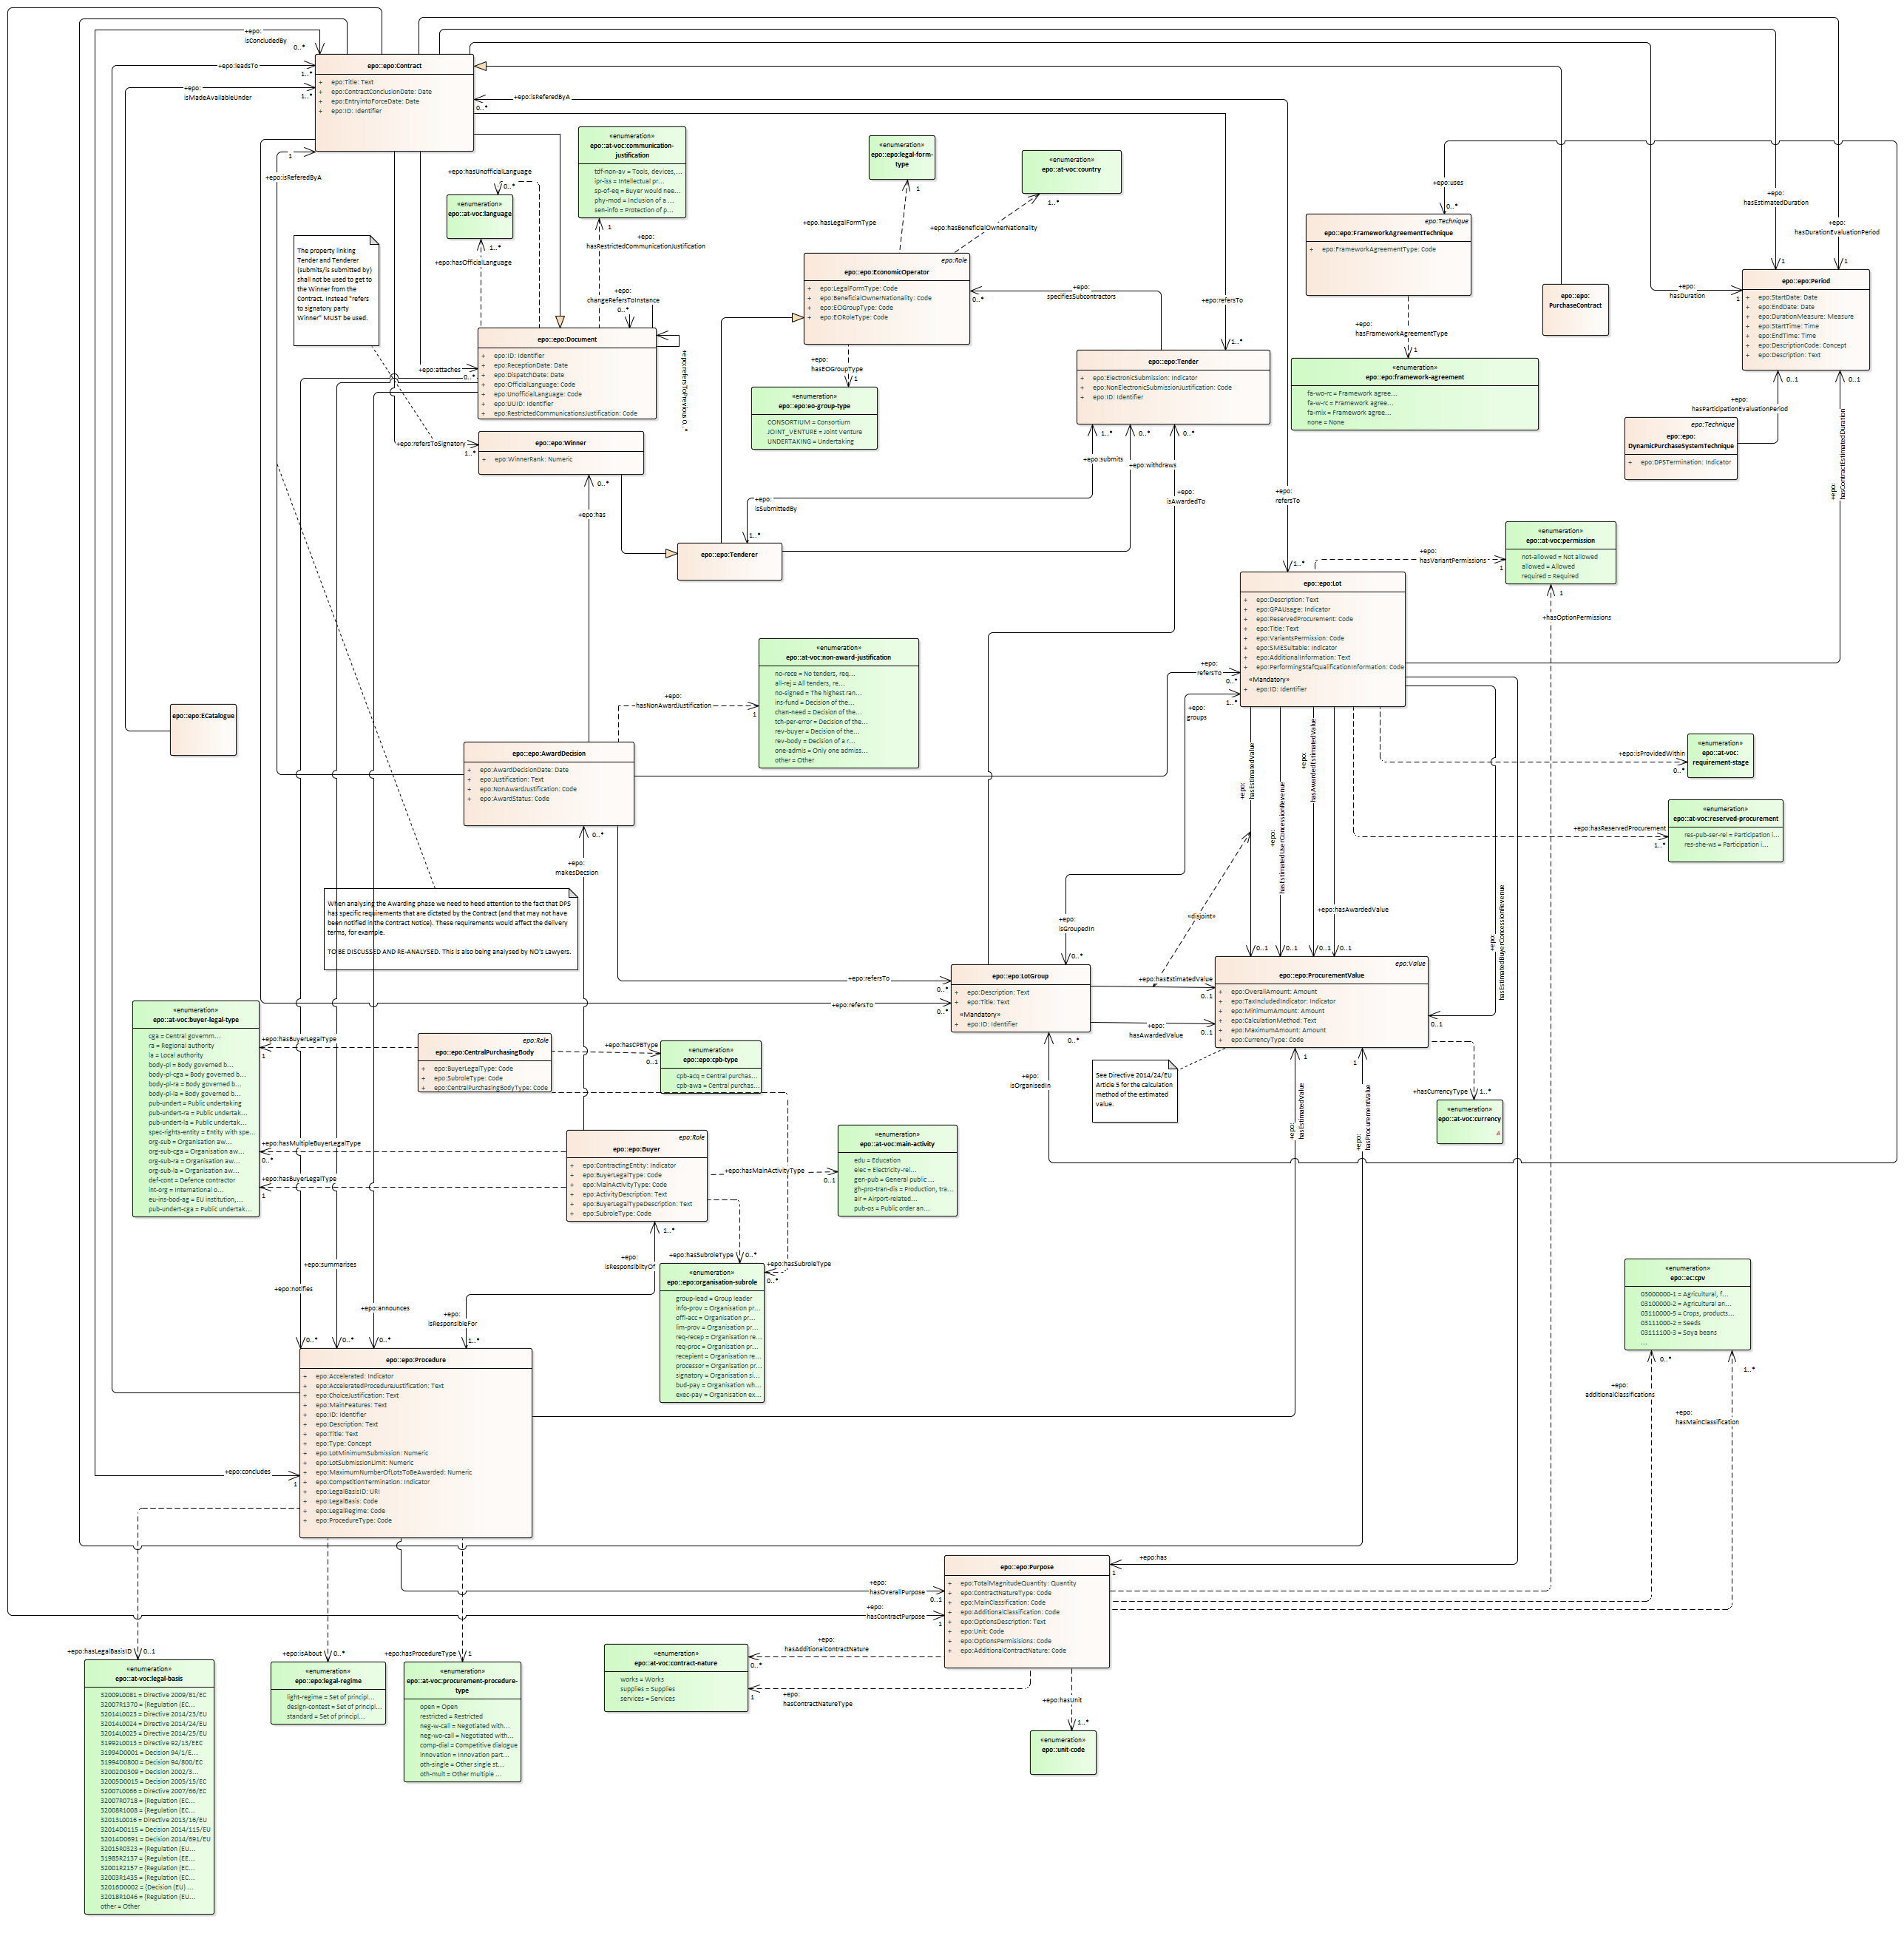 +epo:
isConcludedBy
0..*
+epo:leadsTo
1..*
+epo:
isMadeAvailableUnder
1..*
epo::epo:Contract
+ epo:Title: Text
+ epo:ContractConclusionDate: Date
+ epo:EntryintoForceDate: Date
+ epo:ID: Identifier
+epo:isReferedByA
0..*
1
+epo:isReferedByA
+epo:hasUnofficialLanguage
0..*
«enumeration»
epo::at-voc:language
1..*
+epo:hasOfficialLanguage
«enumeration»
epo::at-voc:communication-
justification
tdf-non-av = Tools, devices,...
ipr-iss = Intellectual pr...
sp-of-eq = Buyer would nee...
phy-mod = Inclusion of a ...
sen-info = Protection of p...
1
+epo:
hasRestrictedCommunicationJustification
«enumeration»
epo::epo:legal-form-
type
1
+epo.hasLegalFormType
«enumeration»
epo::at-voc:country
1..*
+epo:hasBeneficialOwnerNationality
+epo:uses
0..*
epo:Technique
epo::epo:FrameworkAgreementTechnique
+ epo:FrameworkAgreementType: Code
+epo:
hasFrameworkAgreementType
1
«enumeration»
epo::epo:framework-agreement
fa-wo-rc = Framework agree...
fa-w-rc = Framework agree...
fa-mix = Framework agree...
none = None
+epo:
hasEstimatedDuration
1
+epo:
hasDurationEvaluationPeriod
1
+epo:
hasDuration
1
epo::epo:
PurchaseContract
epo::epo:Period
+ epo:StartDate: Date
+ epo:EndDate: Date
+ epo:DurationMeasure: Measure
+ epo:StartTime: Time
+ epo:EndTime: Time
+ epo:DescriptionCode: Concept
+ epo:Description: Text
0..1
+epo:
hasParticipationEvaluationPeriod
0..1
+epo:
hasContractEstimatedDuration
epo:Technique
epo::epo:
DynamicPurchaseSystemTechnique
+ epo:DPSTermination: Indicator
The property linking
Tender and Tenderer
(submits/is submitted by)
shall not be used to get to
the Winner from the
Contract. Instead "refers
to signatory party
Winner" MUST be used.
epo:Role
epo::epo:EconomicOperator
+ epo:LegalFormType: Code
+ epo:BeneficialOwnerNationality: Code
+ epo:EOGroupType: Code
+ epo:EORoleType: Code
0..*
+epo:
specifiesSubcontractors
+epo:
hasEOGroupType
1
«enumeration»
epo::epo:eo-group-type
CONSORTIUM = Consortium
JOINT_VENTURE = Joint Venture
UNDERTAKING = Undertaking
+epo:
changeRefersToInstance
0..*
+epo:refersToPrevious
0..*
epo::epo:Document
+ epo:ID: Identifier
+ epo:ReceptionDate: Date
+ epo:DispatchDate: Date
+ epo:OfficialLanguage: Code
+ epo:UnofficialLanguage: Code
+ epo:UUID: Identifier
+ epo:RestrictedCommunicationsJustification: Code
+epo:attaches
0..*
+epo:refersToSignatory
1..*
epo::epo:Winner
+ epo:WinnerRank: Numeric
0..*
+epo:has
+epo:refersTo
1..*
epo::epo:Tender
+ epo:ElectronicSubmission: Indicator
+ epo:NonElectronicSubmissionJustification: Code
+ epo:ID: Identifier
1..*
+epo:submits
0..*
+epo:withdraws
0..*
+epo:
isAwardedTo
+epo:
isSubmittedBy
1..*
epo::epo:Tenderer
+epo:
refersTo
1..*
epo::epo:Lot
+ epo:Description: Text
+ epo:GPAUsage: Indicator
+ epo:ReservedProcurement: Code
+ epo:Title: Text
+ epo:VariantsPermission: Code
+ epo:SMESuitable: Indicator
+ epo:AdditionalInformation: Text
+ epo:PerformingStafQualificationInformation: Code
«Mandatory»
+ epo:ID: Identifier
+epo:
hasVariantPermissions
1
«enumeration»
epo::at-voc:permission
not-allowed = Not allowed
allowed = Allowed
required = Required
1
+hasOptionPermissions
+epo:
refersTo
0..*
1..*
+epo:
groups
«enumeration»
epo::at-voc:non-award-justification
no-rece = No tenders, req...
all-rej = All tenders, re...
no-signed = The highest ran...
ins-fund = Decision of the...
chan-need = Decision of the...
tch-per-error = Decision of the...
rev-buyer = Decision of the...
rev-body = Decision of a r...
one-admis = Only one admiss...
other = Other
+epo:
hasNonAwardJustification
1
epo::epo:ECatalogue
epo::epo:AwardDecision
+ epo:AwardDecisionDate: Date
+ epo:Justification: Text
+ epo:NonAwardJustification: Code
+ epo:AwardStatus: Code
0..*
+epo:
makesDecsion
+epo:isProvidedWithin
0..*
«enumeration»
epo::at-voc:
requirement-stage
+epo:hasReservedProcurement
1..*
«enumeration»
epo::at-voc:reserved-procurement
res-pub-ser-rei = Participation i...
res-she-ws = Participation i...
+epo:
hasEstimatedValue
+epo:
hasEstimatedUserConcessionRevenue
+epo:
hasAwardedEstimatedValue
+epo:hasAwardedValue
+epo:
hasEstimatedBuyerConcessionRevenue
«disjoint»
0..1
0..1
0..1
0..1
When analysing the Awarding phase we need to heed attention to the fact that DPS
has specific requirements that are dictated by the Contract (and that may not have
been notified in the Contract Notice). These requirements would affect the delivery
terms, for example.
TO BE DISCUSSED AND RE-ANALYSED. This is also being analysed by NO's Lawyers.
+epo:
isGroupedIn
0..*
+epo:refersTo
0..*
+epo:refersTo
0..*
epo::epo:LotGroup
+ epo:Description: Text
+ epo:Title: Text
«Mandatory»
+ epo:ID: Identifier
0..*
+epo:
isOrganisedIn
+epo:hasEstimatedValue
0..1
+epo:
hasAwardedValue
0..1
epo:Value
epo::epo:ProcurementValue
+ epo:OverallAmount: Amount
+ epo:TaxIncludedIndicator: Indicator
+ epo:MinimumAmount: Amount
+ epo:CalculationMethod: Text
+ epo:MaximumAmount: Amount
+ epo:CurrencyType: Code
0..1
See Directive 2014/24/EU
Article 5 for the calculation
method of the estimated
value.
1
+epo:
hasEstimatedValue
1
+epo:
hasProcurementValue
+hasCurrencyType
1..*
«enumeration»
epo::at-voc:currency
«enumeration»
epo::at-voc:buyer-legal-type
cga = Central governm...
ra = Regional authority
la = Local authority
body-pl = Body governed b...
body-pl-cga = Body governed b...
body-pl-ra = Body governed b...
body-pl-la = Body governed b...
pub-undert = Public undertaking
pub-undert-ra = Public undertak...
pub-undert-la = Public undertak...
spec-rights-entity = Entity with spe...
org-sub = Organisation aw...
org-sub-cga = Organisation aw...
org-sub-ra = Organisation aw...
org-sub-la = Organisation aw...
def-cont = Defence contractor
int-org = International o...
eu-ins-bod-ag = EU institution,...
pub-undert-cga = Public undertak...
+epo:hasBuyerLegalType
1
+epo:hasMultipleBuyerLegalType
0..*
+epo:hasBuyerLegalType
1
epo:Role
epo::epo:CentralPurchasingBody
+ epo:BuyerLegalType: Code
+ epo:SubroleType: Code
+ epo:CentralPurchasingBodyType: Code
+epo:hasCPBType
0..1
«enumeration»
epo::epo:cpb-type
cpb-acq = Central purchas...
cpb-awa = Central purchas...
epo:Role
epo::epo:Buyer
+ epo:ContractingEntity: Indicator
+ epo:BuyerLegalType: Code
+ epo:MainActivityType: Code
+ epo:ActivityDescription: Text
+ epo:BuyerLegalTypeDescription: Text
+ epo:SubroleType: Code
+epo:hasMainActivityType
0..1
«enumeration»
epo::at-voc:main-activity
edu = Education
elec = Electricity-rel...
gen-pub = General public ...
gh-pro-tran-dis = Production, tra...
air = Airport-related...
pub-os = Public order an...
1..*
+epo:
isResponsiblityOf
+epo:
isResponsibleFor
1..*
+epo:hasSubroleType
0..*
+epo:hasSubroleType
0..*
«enumeration»
epo::epo:organisation-subrole
group-lead = Group leader
info-prov = Organisation pr...
offi-acc = Organisation pr...
lim-prov = Organisation pr...
req-recep = Organisation re...
req-proc = Organisation pr...
recepient = Organisation re...
processor = Organisation pr...
signatory = Organisation si...
bud-pay = Organisation wh...
exec-pay = Organisation ex...
+epo:
summarises
+epo:notifies
+epo:announces
0..*
0..*
0..*
epo::epo:Procedure
+ epo:Accelerated: Indicator
+ epo:AcceleratedProcedureJustification: Text
+ epo:ChoiceJustification: Text
+ epo:MainFeatures: Text
+ epo:ID: Identifier
+ epo:Description: Text
+ epo:Title: Text
+ epo:Type: Concept
+ epo:LotMinimumSubmission: Numeric
+ epo:LotSubmissionLimit: Numeric
+ epo:MaximumNumberOfLotsToBeAwarded: Numeric
+ epo:CompetitionTermination: Indicator
+ epo:LegalBasisID: URI
+ epo:LegalBasis: Code
+ epo:LegalRegime: Code
+ epo:ProcedureType: Code
+epo:concludes
1
«enumeration»
epo::ec:cpv
03000000-1 = Agricultural, f...
03100000-2 = Agricultural an...
03110000-5 = Crops, products...
03111000-2 = Seeds
03111100-3 = Soya beans
...
0..*
+epo:
additionalClassifications
1..*
+epo:
hasMainClassification
+epo:has
1
+epo:
hasOverallPurpose
0..1
+epo:
hasContractPurpose
1
epo::epo:Purpose
+ epo:TotalMagnitudeQuantity: Quantity
+ epo:ContractNatureType: Code
+ epo:MainClassification: Code
+ epo:AdditionalClassification: Code
+ epo:OptionsDescription: Text
+ epo:Unit: Code
+ epo:OptionsPermisisions: Code
+ epo:AdditionalContractNature: Code
+epo:
hasAdditionalContractNature
0..*
+epo:
hasContractNatureType
1
«enumeration»
epo::at-voc:contract-nature
works = Works
supplies = Supplies
services = Services
+epo:hasUnit
1..*
«enumeration»
epo::unit-code
+epo:hasLegalBasisID
0..1
«enumeration»
epo::at-voc:legal-basis
32009L0081 = Directive 2009/81/EC
32007R1370 = (Regulation (EC...
32014L0023 = Directive 2014/23/EU
32014L0024 = Directive 2014/24/EU
32014L0025 = Directive 2014/25/EU
31992L0013 = Directive 92/13/EEC
31994D0001 = Decision 94/1/E...
31994D0800 = Decision 94/800/EC
32002D0309 = Decision 2002/3...
32005D0015 = Decision 2005/15/EC
32007L0066 = Directive 2007/66/EC
32007R0718 = (Regulation (EC...
32008R1008 = (Regulation (EC...
32013L0016 = Directive 2013/16/EU
32014D0115 = Decision 2014/115/EU
32014D0691 = Decision 2014/691/EU
32015R0323 = (Regulation (EU...
31985R2137 = (Regulation (EE...
32001R2157 = (Regulation (EC...
32003R1435 = (Regulation (EC...
32016D0002 = (Decision (EU) ...
32018R1046 = (Regulation (EU...
other = Other
+epo:isAbout
0..*
«enumeration»
epo::epo:legal-regime
light-regime = Set of principl...
design-contest = Set of principl...
standard = Set of principl...
+epo:hasProcedureType
1
«enumeration»
epo::at-voc:procurement-procedure-
type
open = Open
restricted = Restricted
neg-w-call = Negotiated with...
neg-wo-call = Negotiated with...
comp-dial = Competitive dialogue
innovation = Innovation part...
oth-single = Other single st...
oth-mult = Other multiple ...